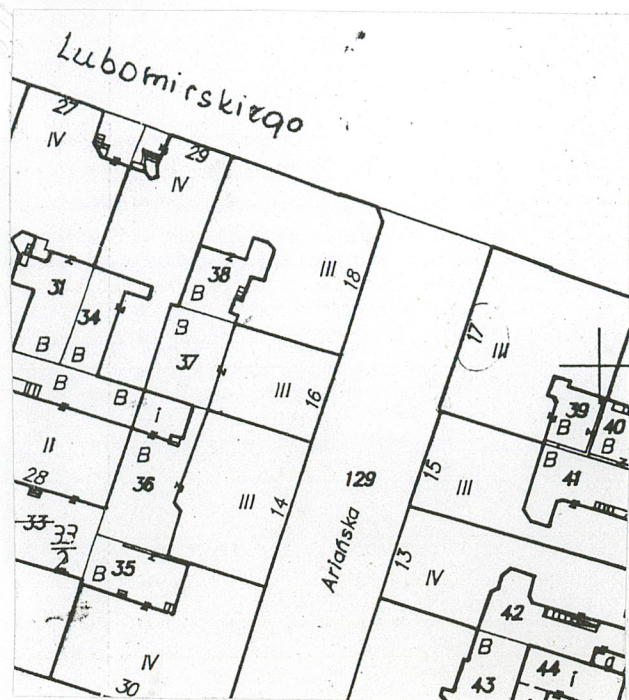 Lubomirskiego
27
IV
29
IV
III
18
38
B
17
III
31
34
B
B
B
37
III
16
39
B
40
B
B
B
i
B
36
II
28
III
14
129
Ariańska
15
III
B
41
33
33
2
B
35
13
IV
42
IV
30
B
43
44
i
a